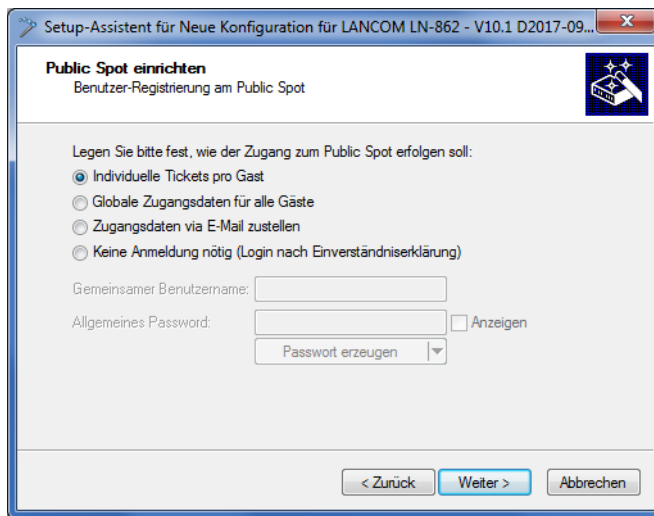 Setup-Assistent für Neue Konfiguration für LANCOM LN-862 - V10.1 D2017-09...
Public Spot einrichten
Benutzer-Registrierung am Public Spot
Legen Sie bitte fest, wie der Zugang zum Public Spot erfolgen soll:
Individuelle Tickets pro Gast
Globale Zugangsdaten für alle Gäste
Zugangsdaten via E-Mail zustellen
Keine Anmeldung nötig (Login nach Einverständniserklärung)
Gemeinsamer Benutzername:
Allgemeines Password: Anzeigen
Passwort erzeugen
< Zurück Weiter > Abbrechen